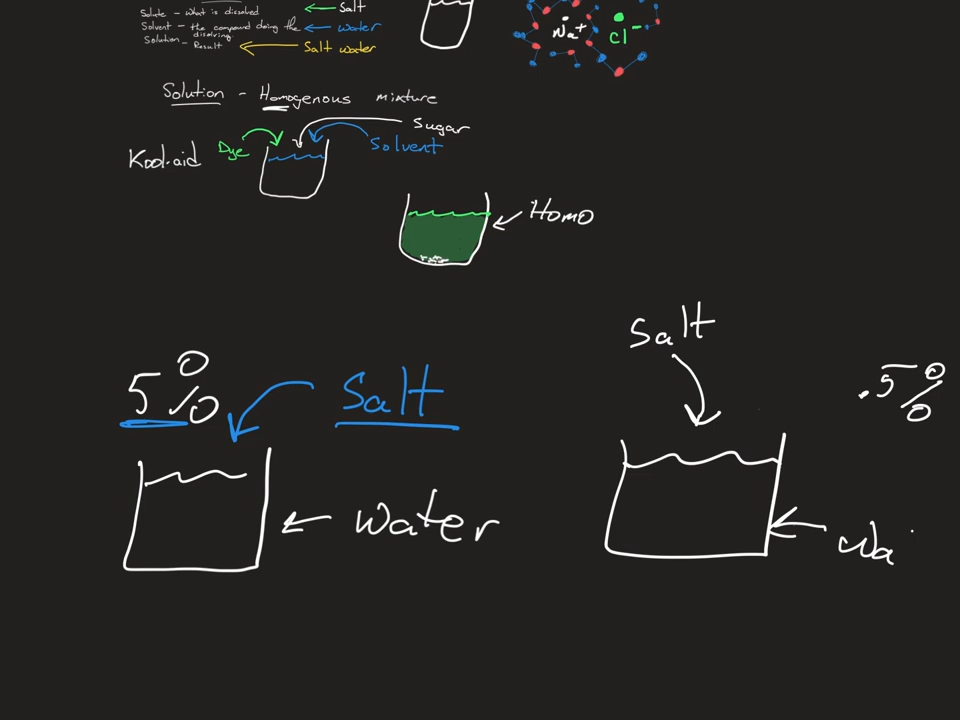 Solute - What is dissolved
Salt
Solvent - the compound doing the
dissolving
water
Solution - Result
Salt water
Na+
Cl-
Solution - Homogenous mixture
Kool-aid
Dye
Sugar
Solvent
Homo
5%
Salt
Water
Salt
.5%
Wa